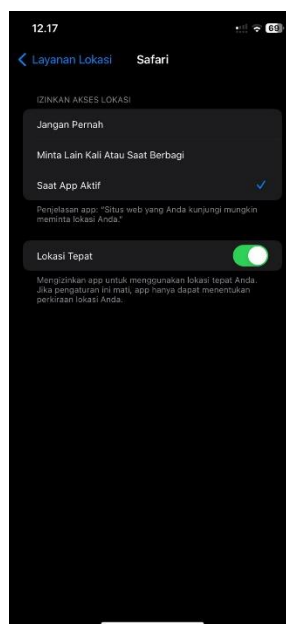 12.17
69
Layanan Lokasi Safari
IZINKAN AKSES LOKASI
Jangan Pernah
Minta Lain Kali Atau Saat Berbagi
Saat App Aktif
Penjelasan app: "Situs web yang Anda kunjungi mungkin
meminta lokasi Anda."
Lokasi Tepat
Mengizinkan app untuk menggunakan lokasi tepat Anda.
Jika pengaturan ini mati, app hanya dapat menentukan
perkiraan lokasi Anda.